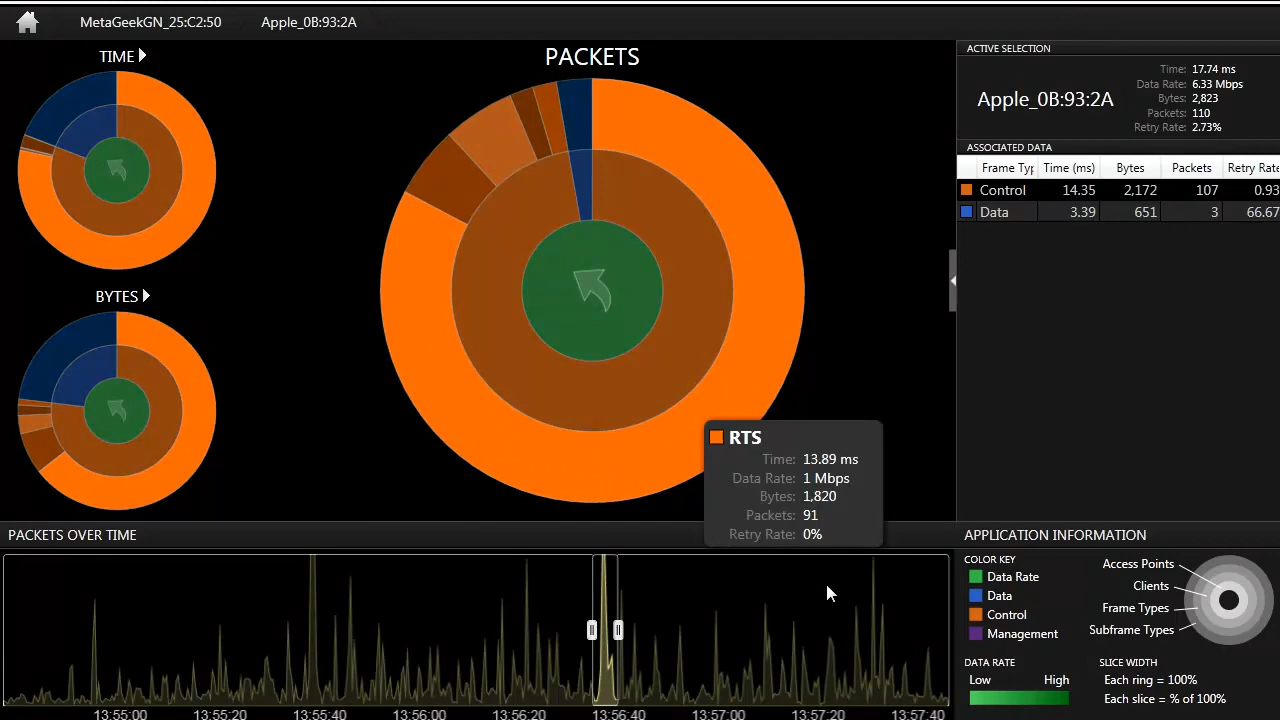 MetaGeekGN_25:C2:50 Apple_0B:93:2A
TIME
PACKETS
BYTES
RTS
Time: 13.89 ms
Data Rate: 1 Mbps
Bytes: 1,820
Packets: 91
Retry Rate: 0%
ACTIVE SELECTION
Apple_0B:93:2A
Time: 17.74 ms
Data Rate: 6.33 Mbps
Bytes: 2,823
Packets: 110
Retry Rate: 2.73%
ASSOCIATED DATA
Frame Typ Time (ms) Bytes Packets Retry Rate
Control 14.35 2,172 107 0.93
Data 3.39 651 3 66.67
PACKETS OVER TIME
13:55:00 13:55:20 13:55:40 13:56:00 13:56:20 13:56:40 13:57:00 13:57:20 13:57:40
APPLICATION INFORMATION
COLOR KEY
Data Rate
Data
Control
Management
Access Points
Clients
Frame Types
Subframe Types
DATA RATE
Low High
SLICE WIDTH
Each ring = 100%
Each slice = % of 100%